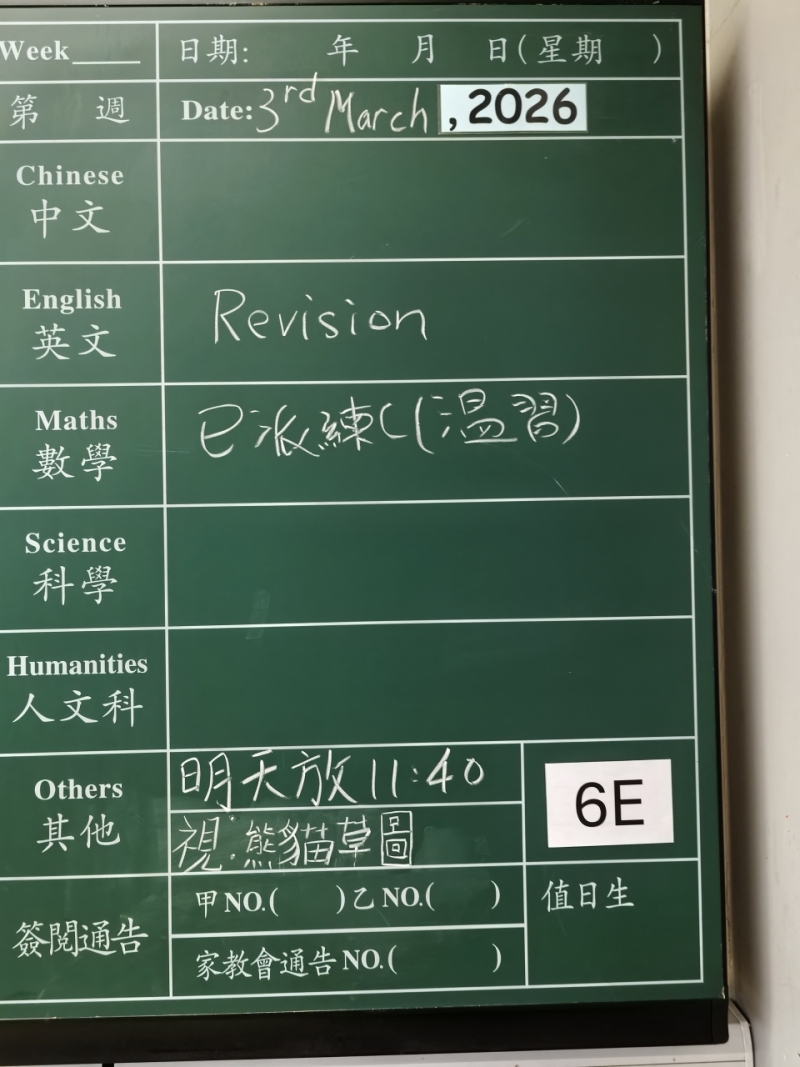 Week____ 日期: 年 月 日(星期 )
第 週 Date: 3rd March, 2026
Chinese
中文
English
英文
Revision
Maths
數學
已派練C(溫習)
Science
科學
Humanities
人文科
Others
其他
明天放11:40
視:熊貓草圖
6E
簽閱通告
甲NO.( )乙NO.( )
家教會通告NO.( )
值日生